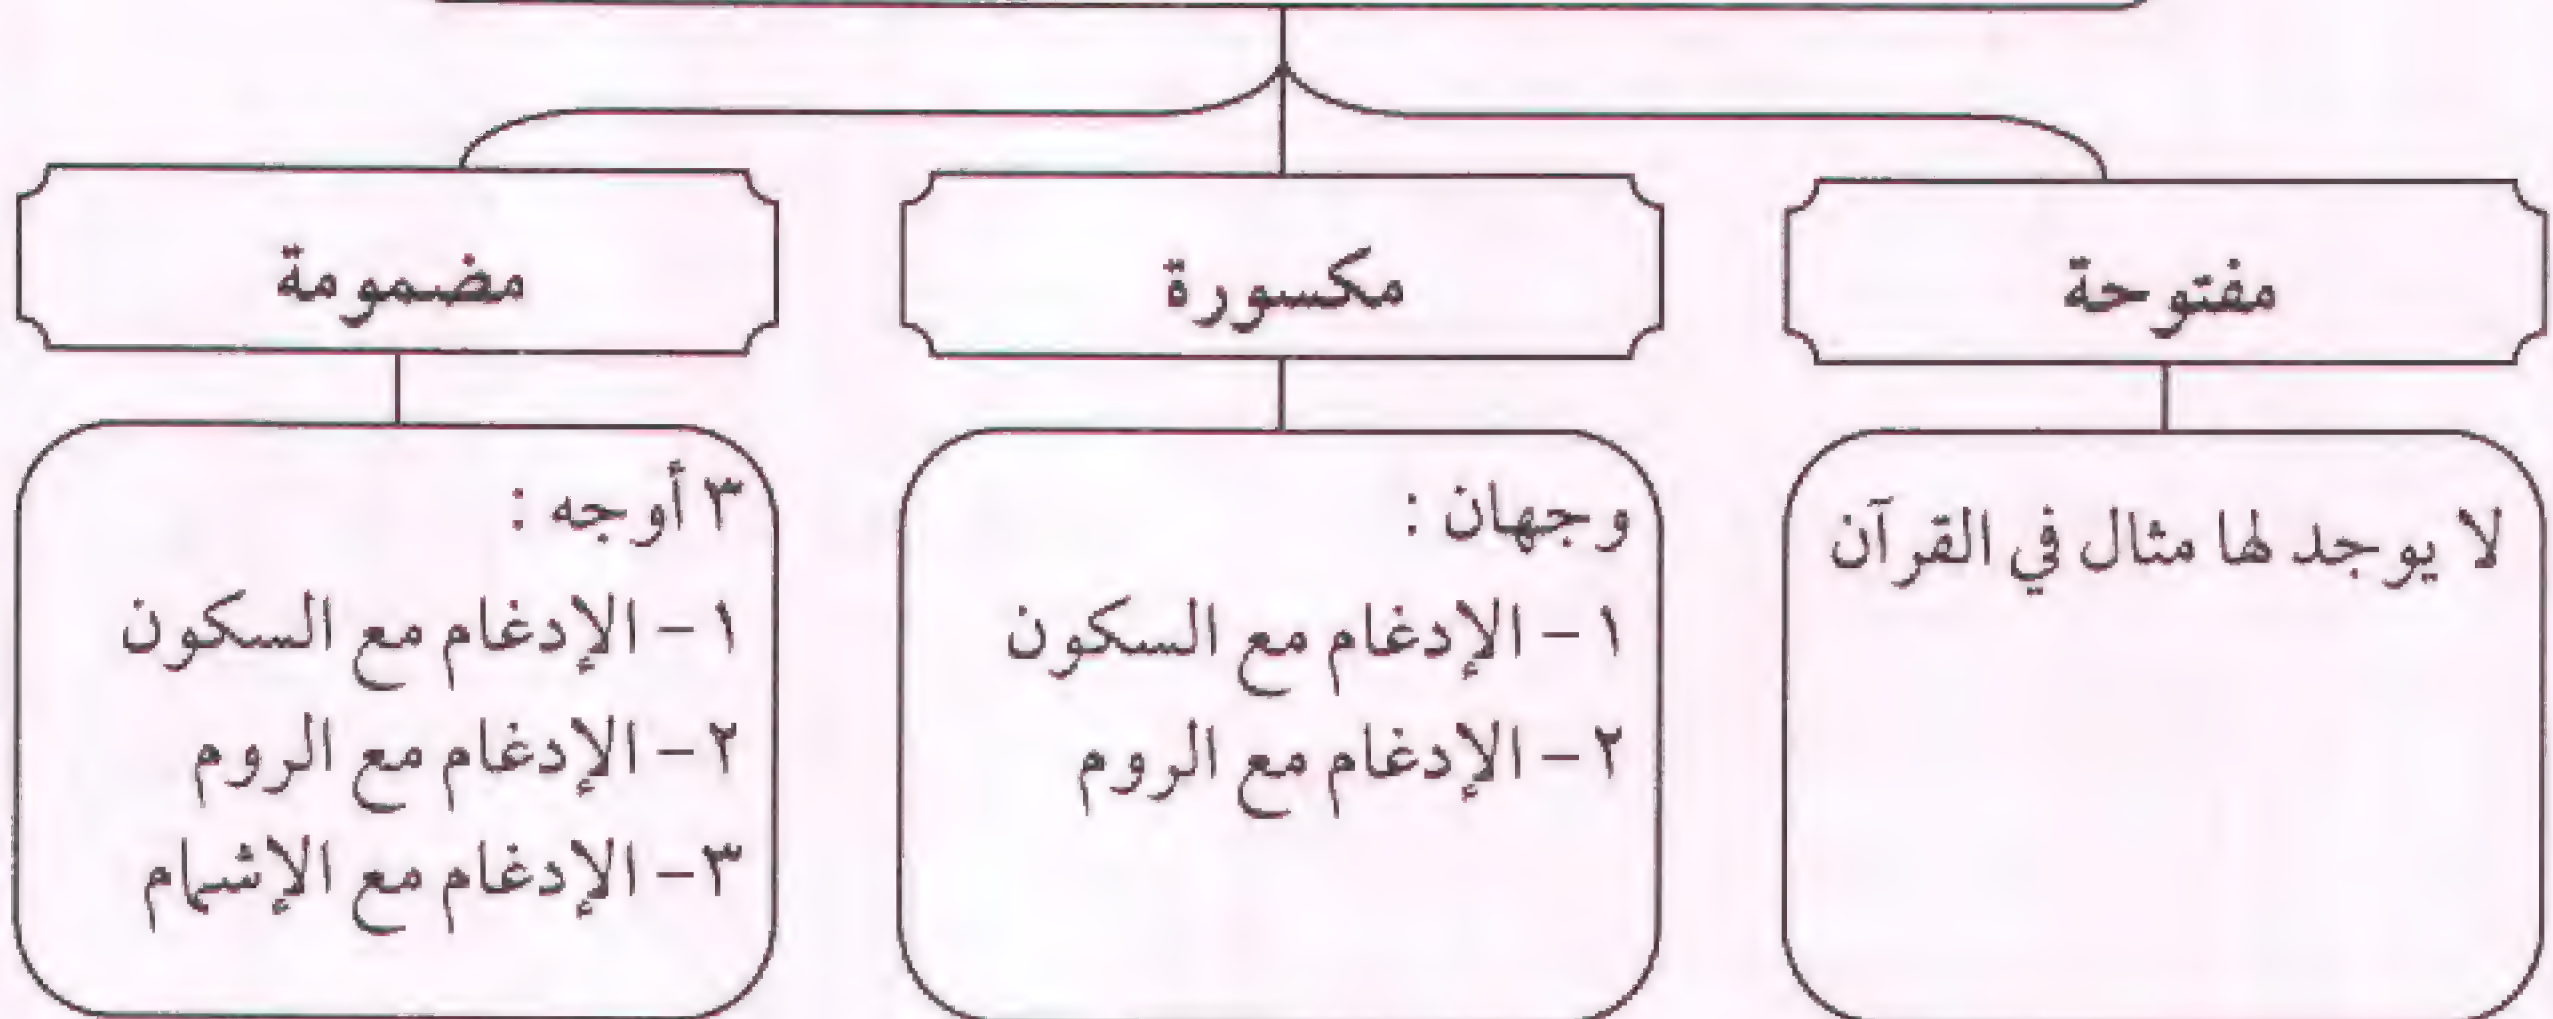 مفتوحة
لا يوجد لها مثال في القرآن
مكسورة
وجهان :
١ - الإدغام مع السكون
٢ - الإدغام مع الروم
مضمومة
٣ أوجه :
١ - الإدغام مع السكون
٢ - الإدغام مع الروم
٣ - الإدغام مع الإشمام